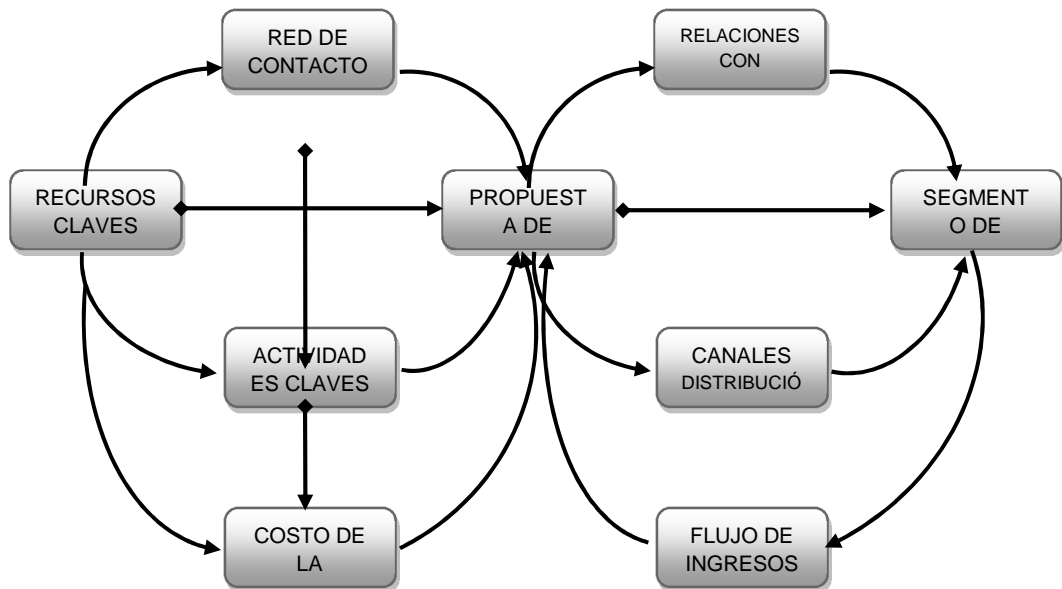 RED DE
CONTACTO
RELACIONES
CON
RECURSOS
CLAVES
PROPUEST
A DE
SEGMENT
O DE
ACTIVIDAD
ES CLAVES
CANALES
DISTRIBUCIÓ
COSTO DE
LA
FLUJO DE
INGRESOS